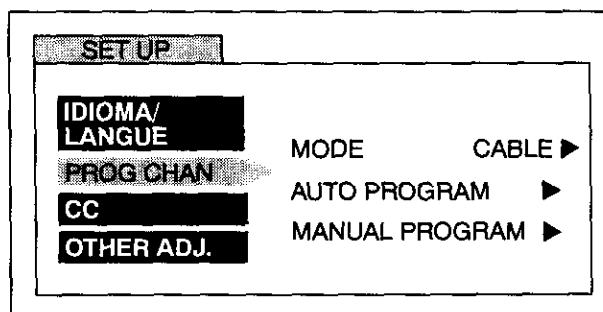 SET UP
IDIOMA/
LANGUE
PROG CHAN
CC
OTHER ADJ.
MODE CABLE ▶
AUTO PROGRAM ▶
MANUAL PROGRAM ▶